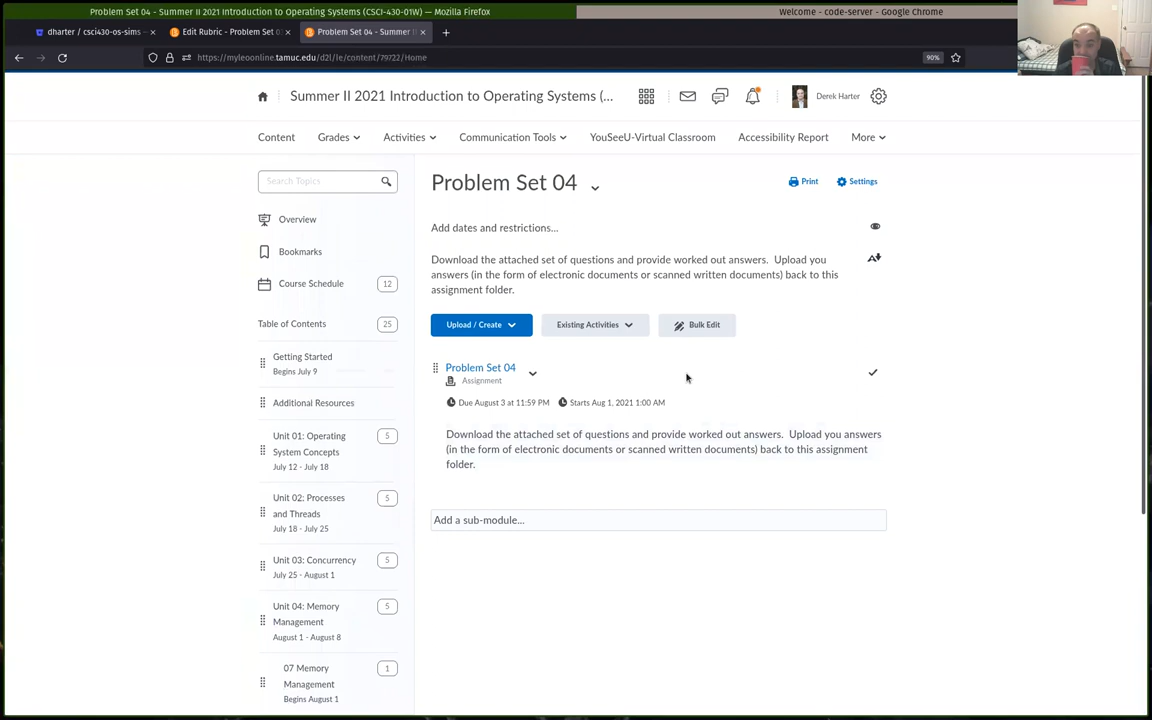 Problem Set 04 - Summer II 2021 Introduction to Operating Systems (CSCI-430-01W) — Mozilla Firefox
Welcome - code-server - Google Chrome
dharter / csci430-os-sims
Edit Rubric - Problem Set 0
Problem Set 04 - Summer I
https://myleoonline.tamuc.edu/d2l/le/content/79722/Home
90%
Summer II 2021 Introduction to Operating Systems (...
Derek Harter
Content
Grades
Activities
Communication Tools
YouSeeU-Virtual Classroom
Accessibility Report
More
Search Topics
Overview
Bookmarks
Course Schedule
12
Table of Contents
25
Getting Started
Begins July 9
Additional Resources
Unit 01: Operating
System Concepts
5
July 12 - July 18
Unit 02: Processes
and Threads
5
July 18 - July 25
Unit 03: Concurrency
5
July 25 - August 1
Unit 04: Memory
Management
5
August 1 - August 8
07 Memory
Management
1
Begins August 1
Problem Set 04
Print
Settings
Add dates and restrictions...
Download the attached set of questions and provide worked out answers. Upload you
answers (in the form of electronic documents or scanned written documents) back to this
assignment folder.
Upload / Create
Existing Activities
Bulk Edit
Problem Set 04
Assignment
Due August 3 at 11:59 PM
Starts Aug 1, 2021 1:00 AM
Download the attached set of questions and provide worked out answers. Upload you answers
(in the form of electronic documents or scanned written documents) back to this assignment
folder.
Add a sub-module...